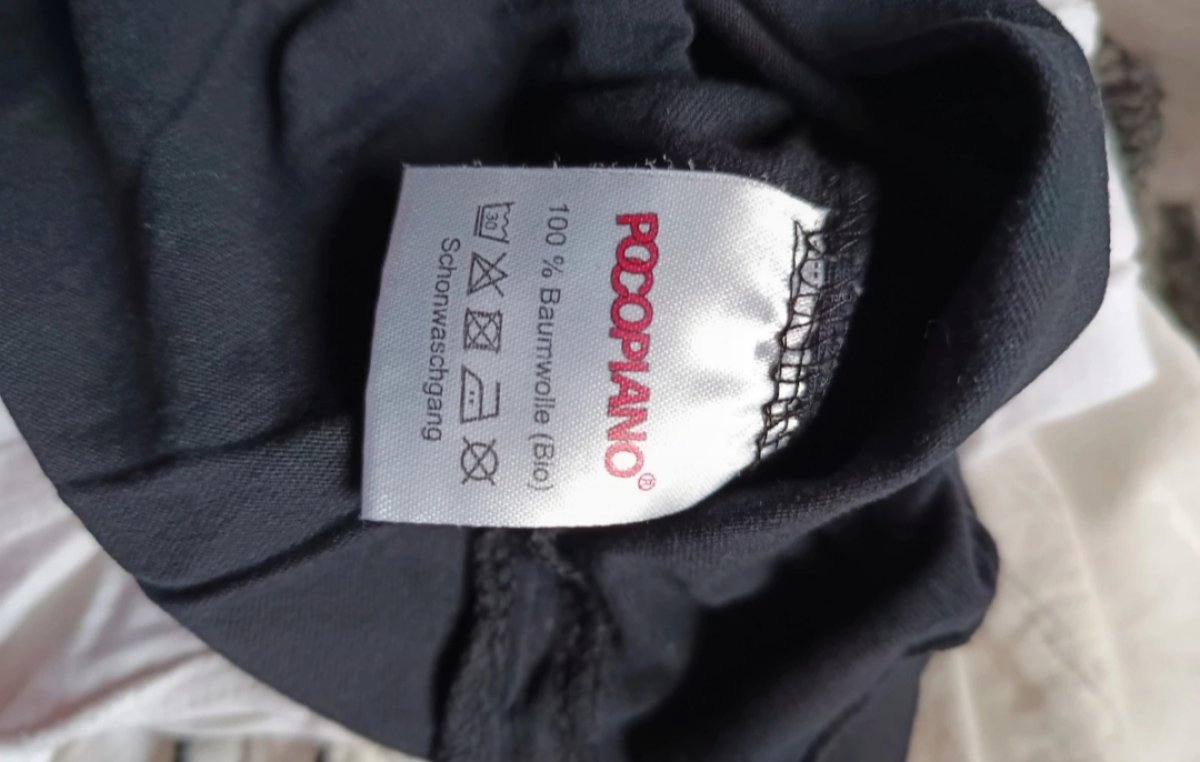 POCOPIANO®
100 % Baumwolle (Bio)
30
Schonwaschgang